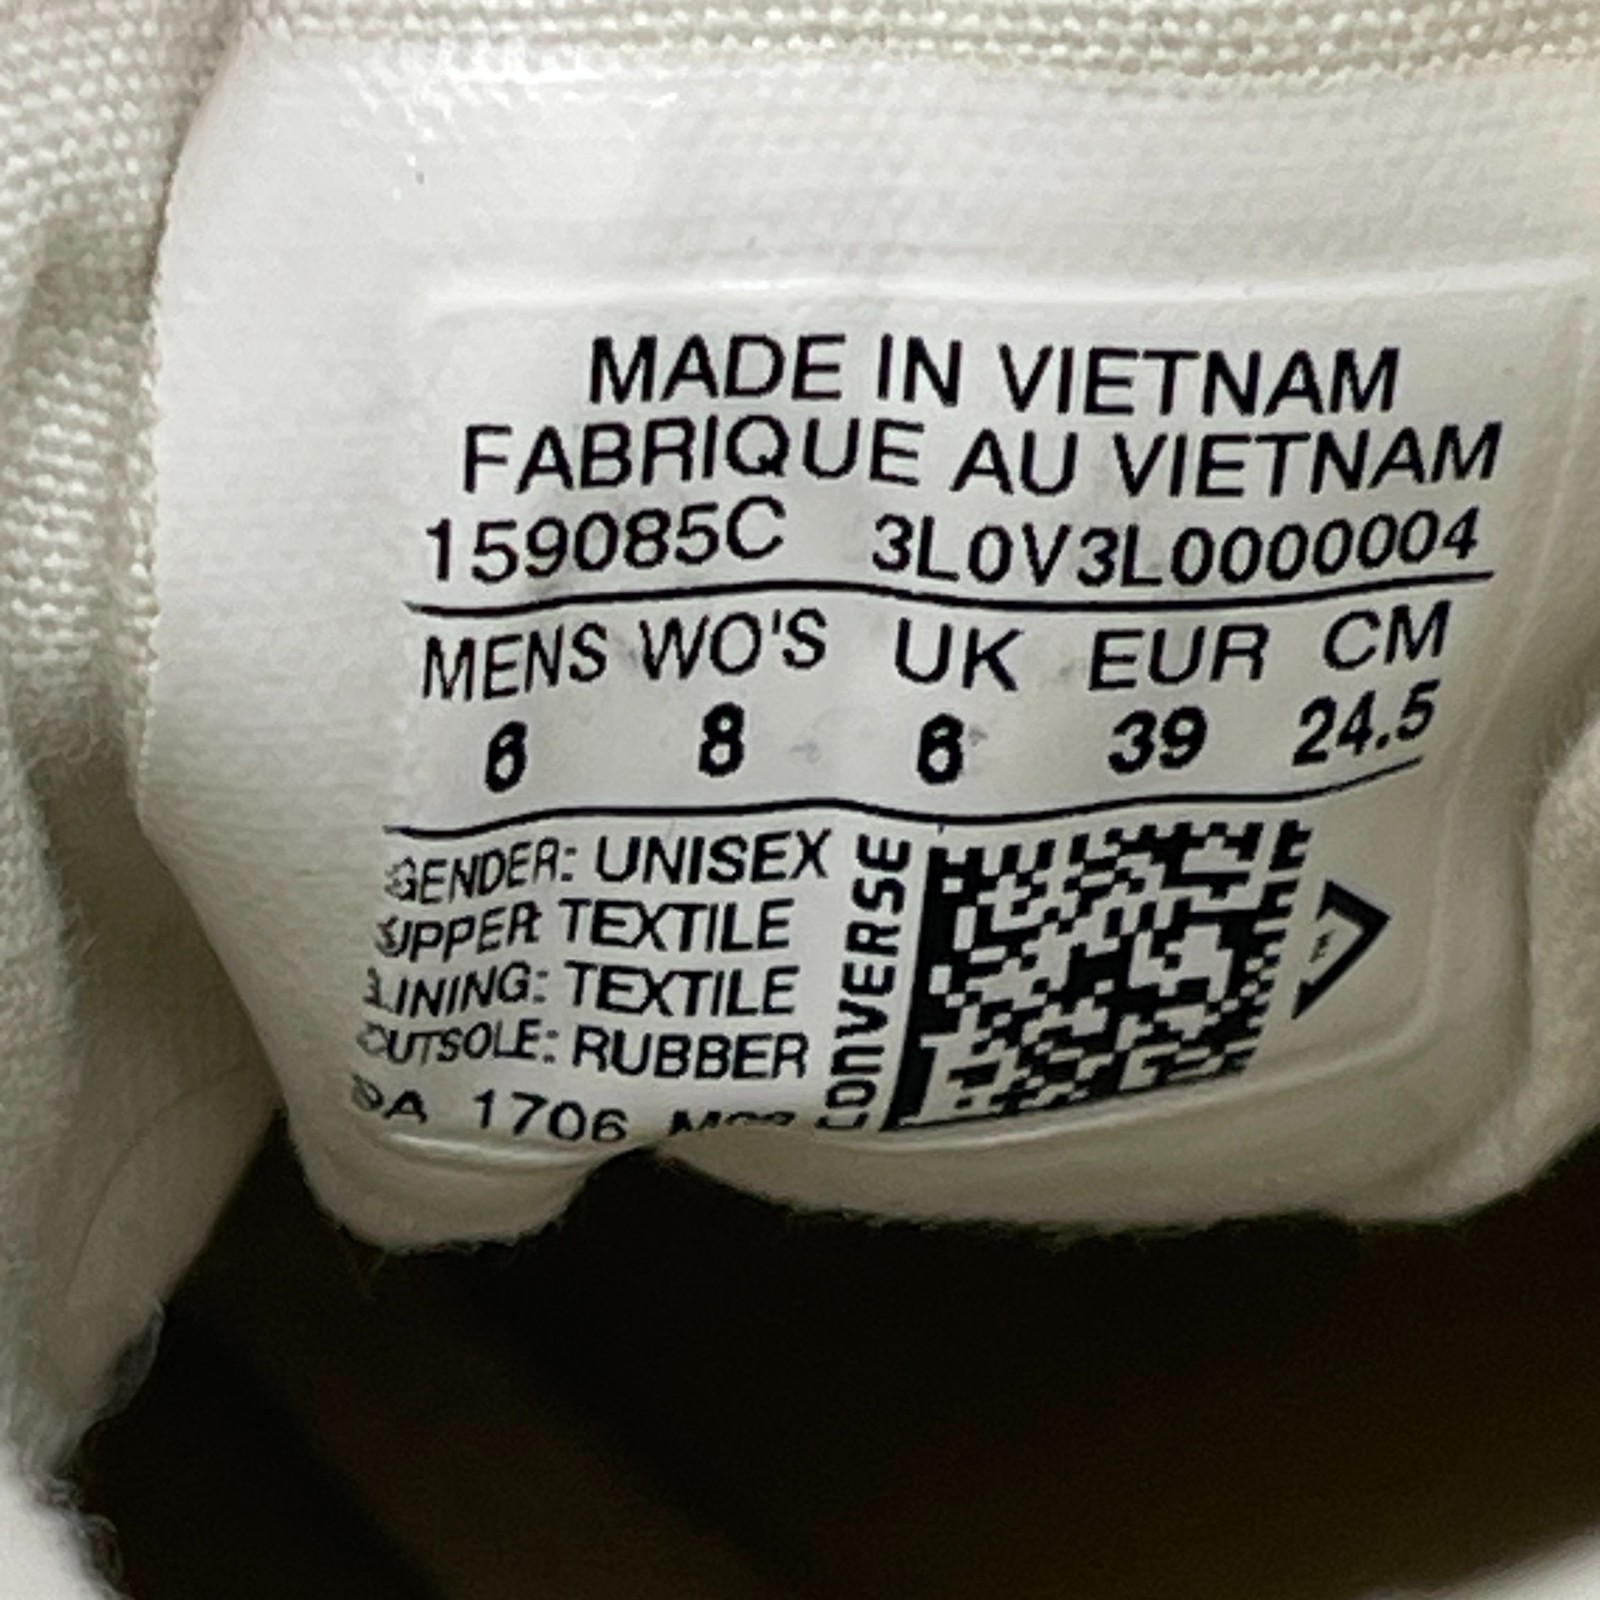 MADE IN VIETNAM
FABRIQUE AU VIETNAM
159085C 3L0V3L0000004
MENS WO'S UK EUR CM
6 8 6 39 24.5
GENDER: UNISEX
UPPER: TEXTILE
LINING: TEXTILE
OUTSOLE: RUBBER
1706
CONVERSE